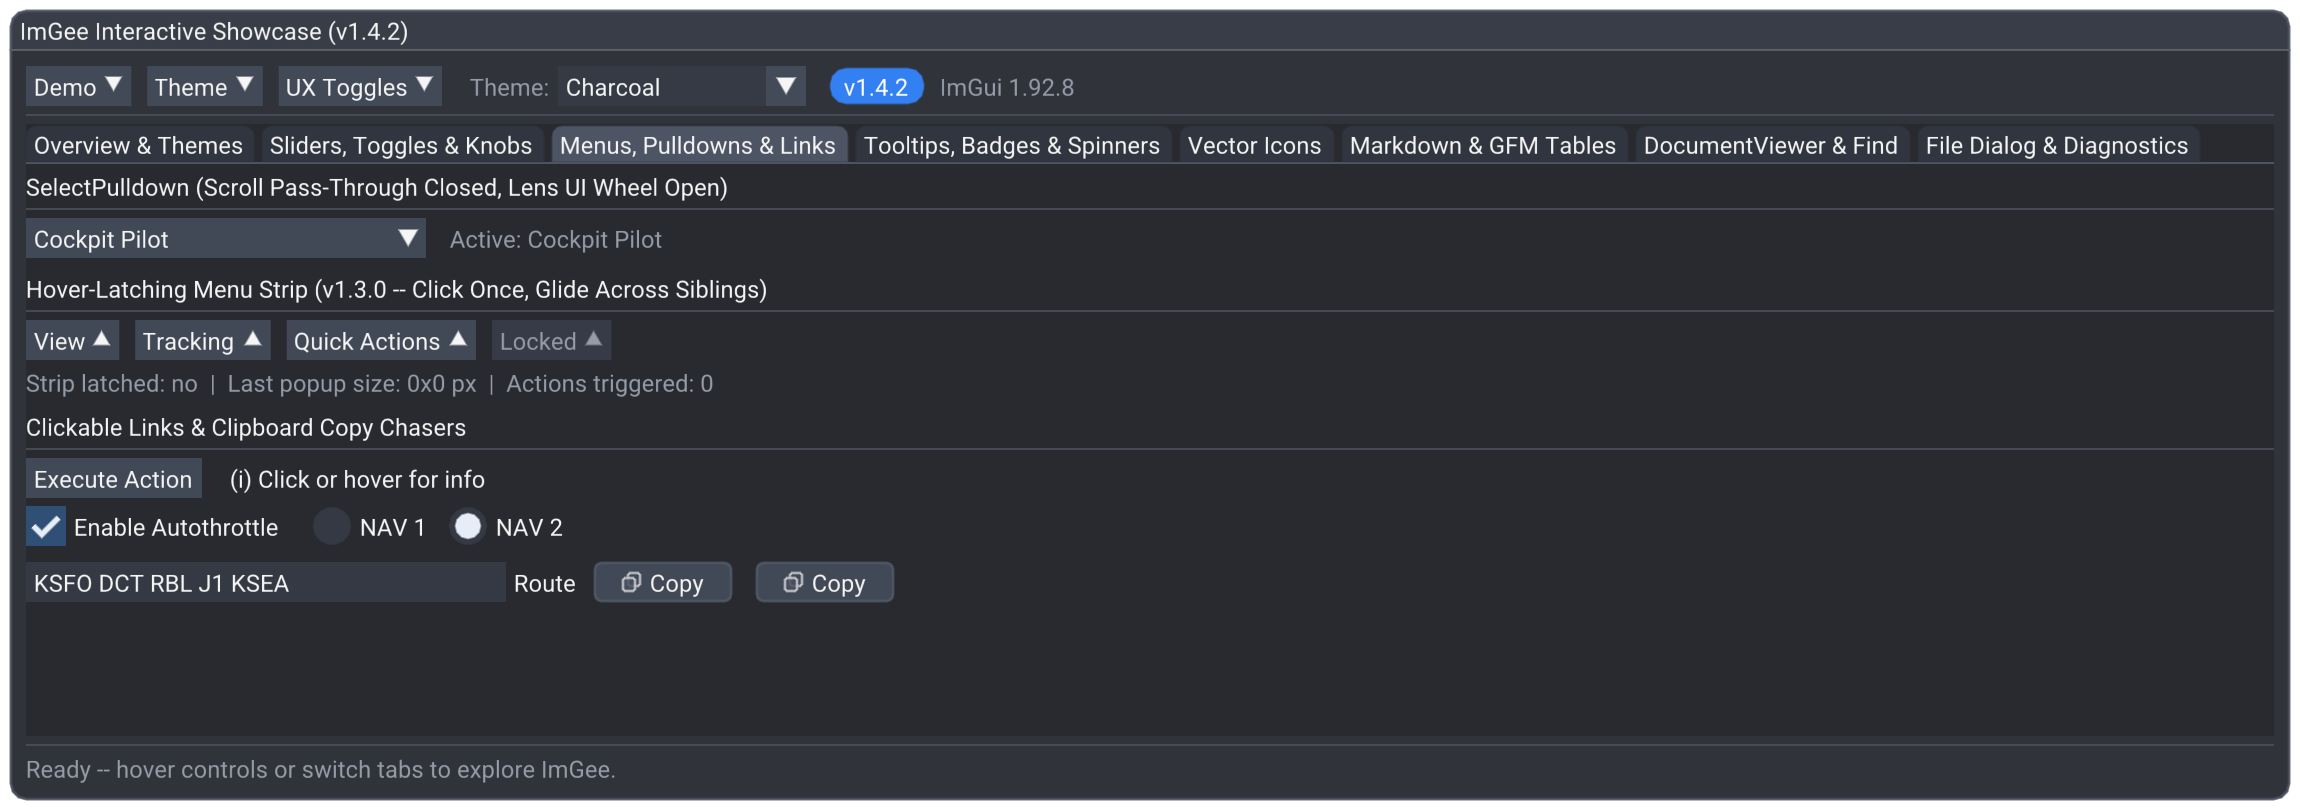 ImGee Interactive Showcase (v1.4.2)
Demo Theme UX Toggles Theme: Charcoal v1.4.2 ImGui 1.92.8
Overview & Themes Sliders, Toggles & Knobs Menus, Pulldowns & Links Tooltips, Badges & Spinners Vector Icons Markdown & GFM Tables DocumentViewer & Find File Dialog & Diagnostics
SelectPulldown (Scroll Pass-Through Closed, Lens UI Wheel Open)
Cockpit Pilot Active: Cockpit Pilot
Hover-Latching Menu Strip (v1.3.0 -- Click Once, Glide Across Siblings)
View Tracking Quick Actions Locked
Strip latched: no | Last popup size: 0x0 px | Actions triggered: 0
Clickable Links & Clipboard Copy Chasers
Execute Action (i) Click or hover for info
Enable Autothrottle NAV 1 NAV 2
KSFO DCT RBL J1 KSEA Route Copy Copy
Ready -- hover controls or switch tabs to explore ImGee.